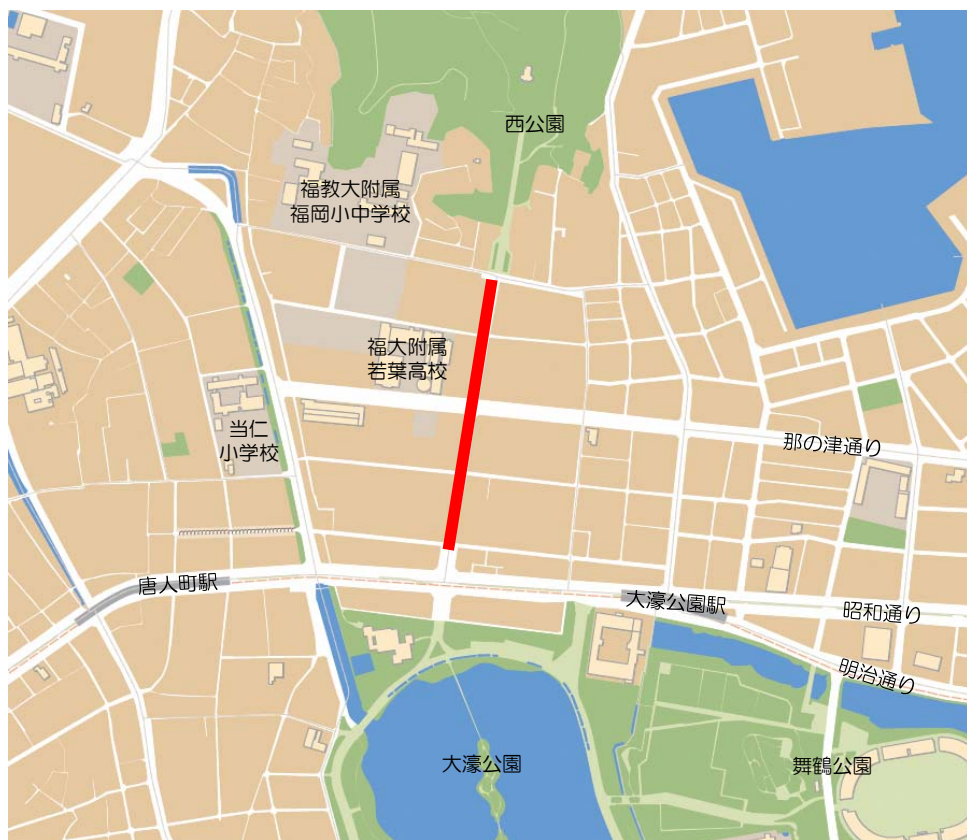 西公園
福教大附属
福岡小中学校
福大附属
若葉高校
当仁
小学校
那の津通り
唐人町駅
大濠公園駅
昭和通り
明治通り
大濠公園
舞鶴公園